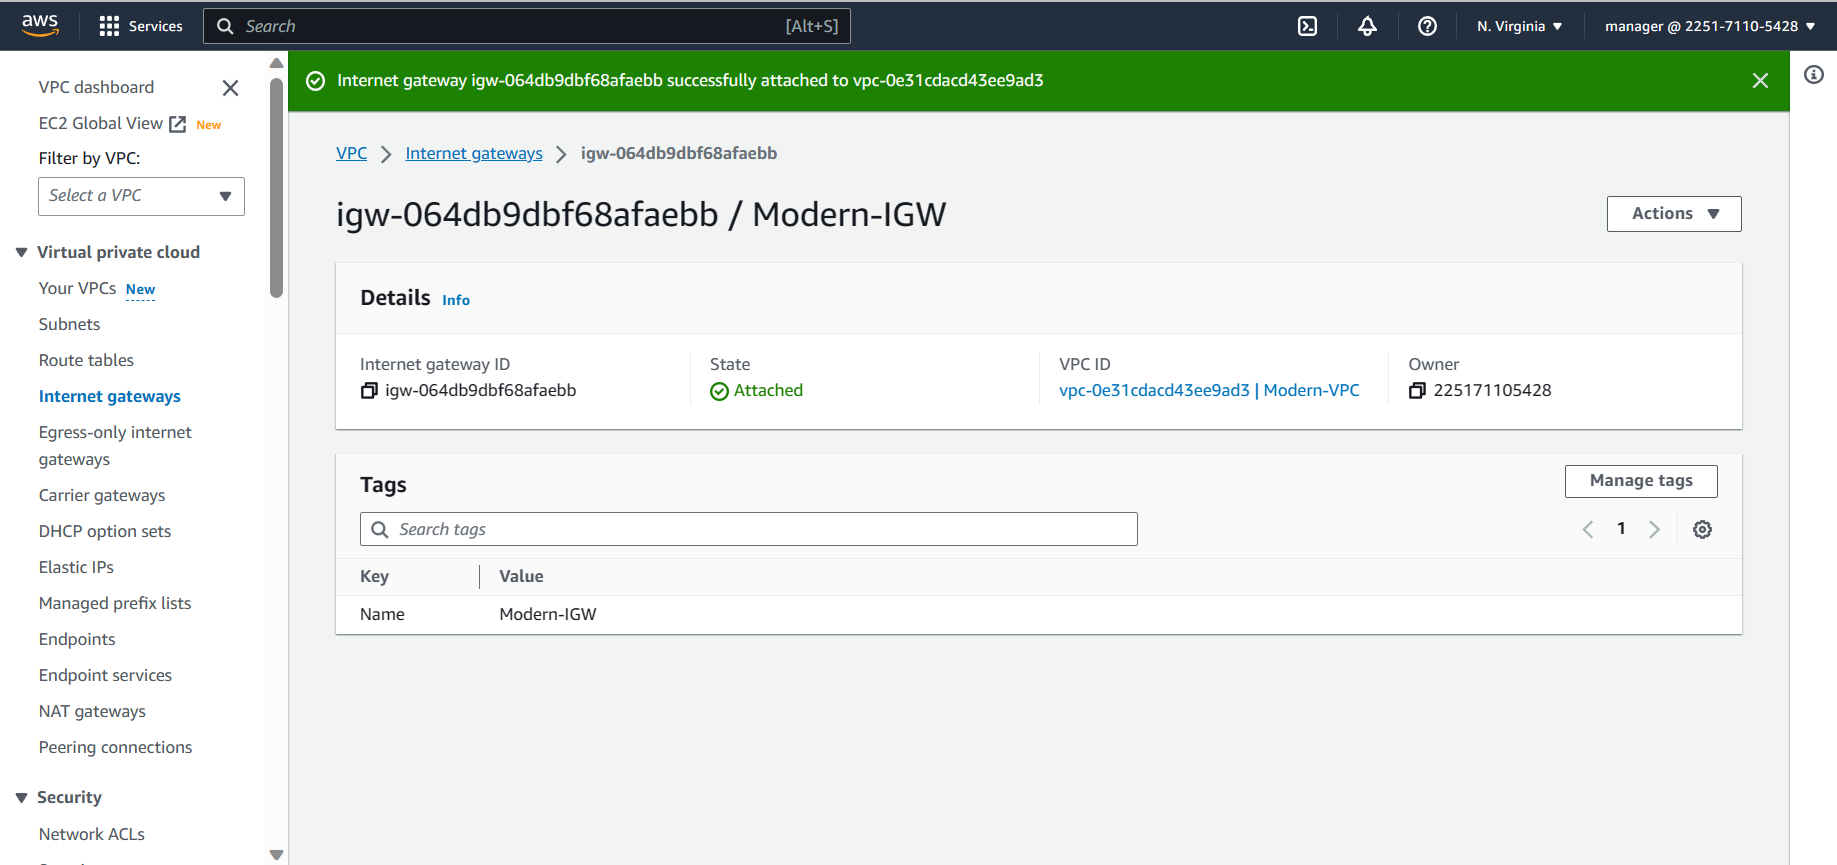 aws Services Search [Alt+S] N. Virginia manager @ 2251-7110-5428
VPC dashboard
EC2 Global View New
Filter by VPC:
Select a VPC
Virtual private cloud
Your VPCs New
Subnets
Route tables
Internet gateways
Egress-only internet
gateways
Carrier gateways
DHCP option sets
Elastic IPs
Managed prefix lists
Endpoints
Endpoint services
NAT gateways
Peering connections
Security
Network ACLs
Internet gateway igw-064db9dbf68afaebb successfully attached to vpc-0e31cdacd43ee9ad3
VPC Internet gateways igw-064db9dbf68afaebb
igw-064db9dbf68afaebb / Modern-IGW
Actions
Details Info
Internet gateway ID State VPC ID Owner
igw-064db9dbf68afaebb Attached vpc-0e31cdacd43ee9ad3 | Modern-VPC 225171105428
Tags
Manage tags
Search tags
1
Key Value
Name Modern-IGW